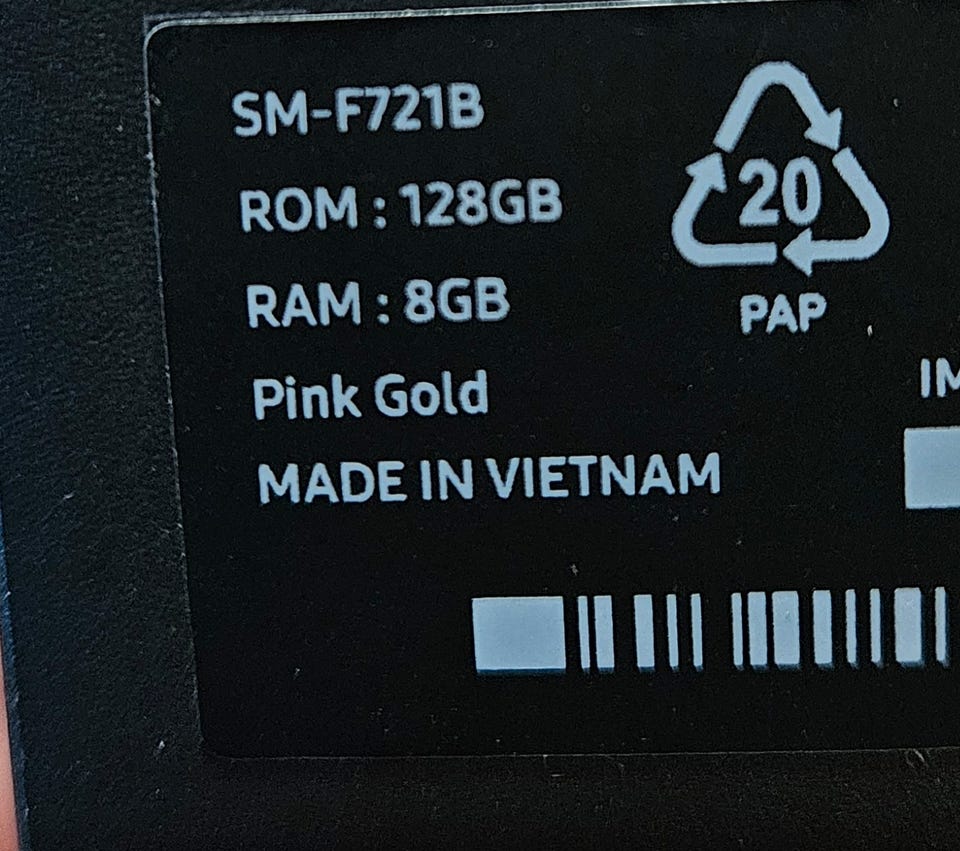 SM-F721B
ROM : 128GB
RAM : 8GB
Pink Gold
MADE IN VIETNAM
20
PAP